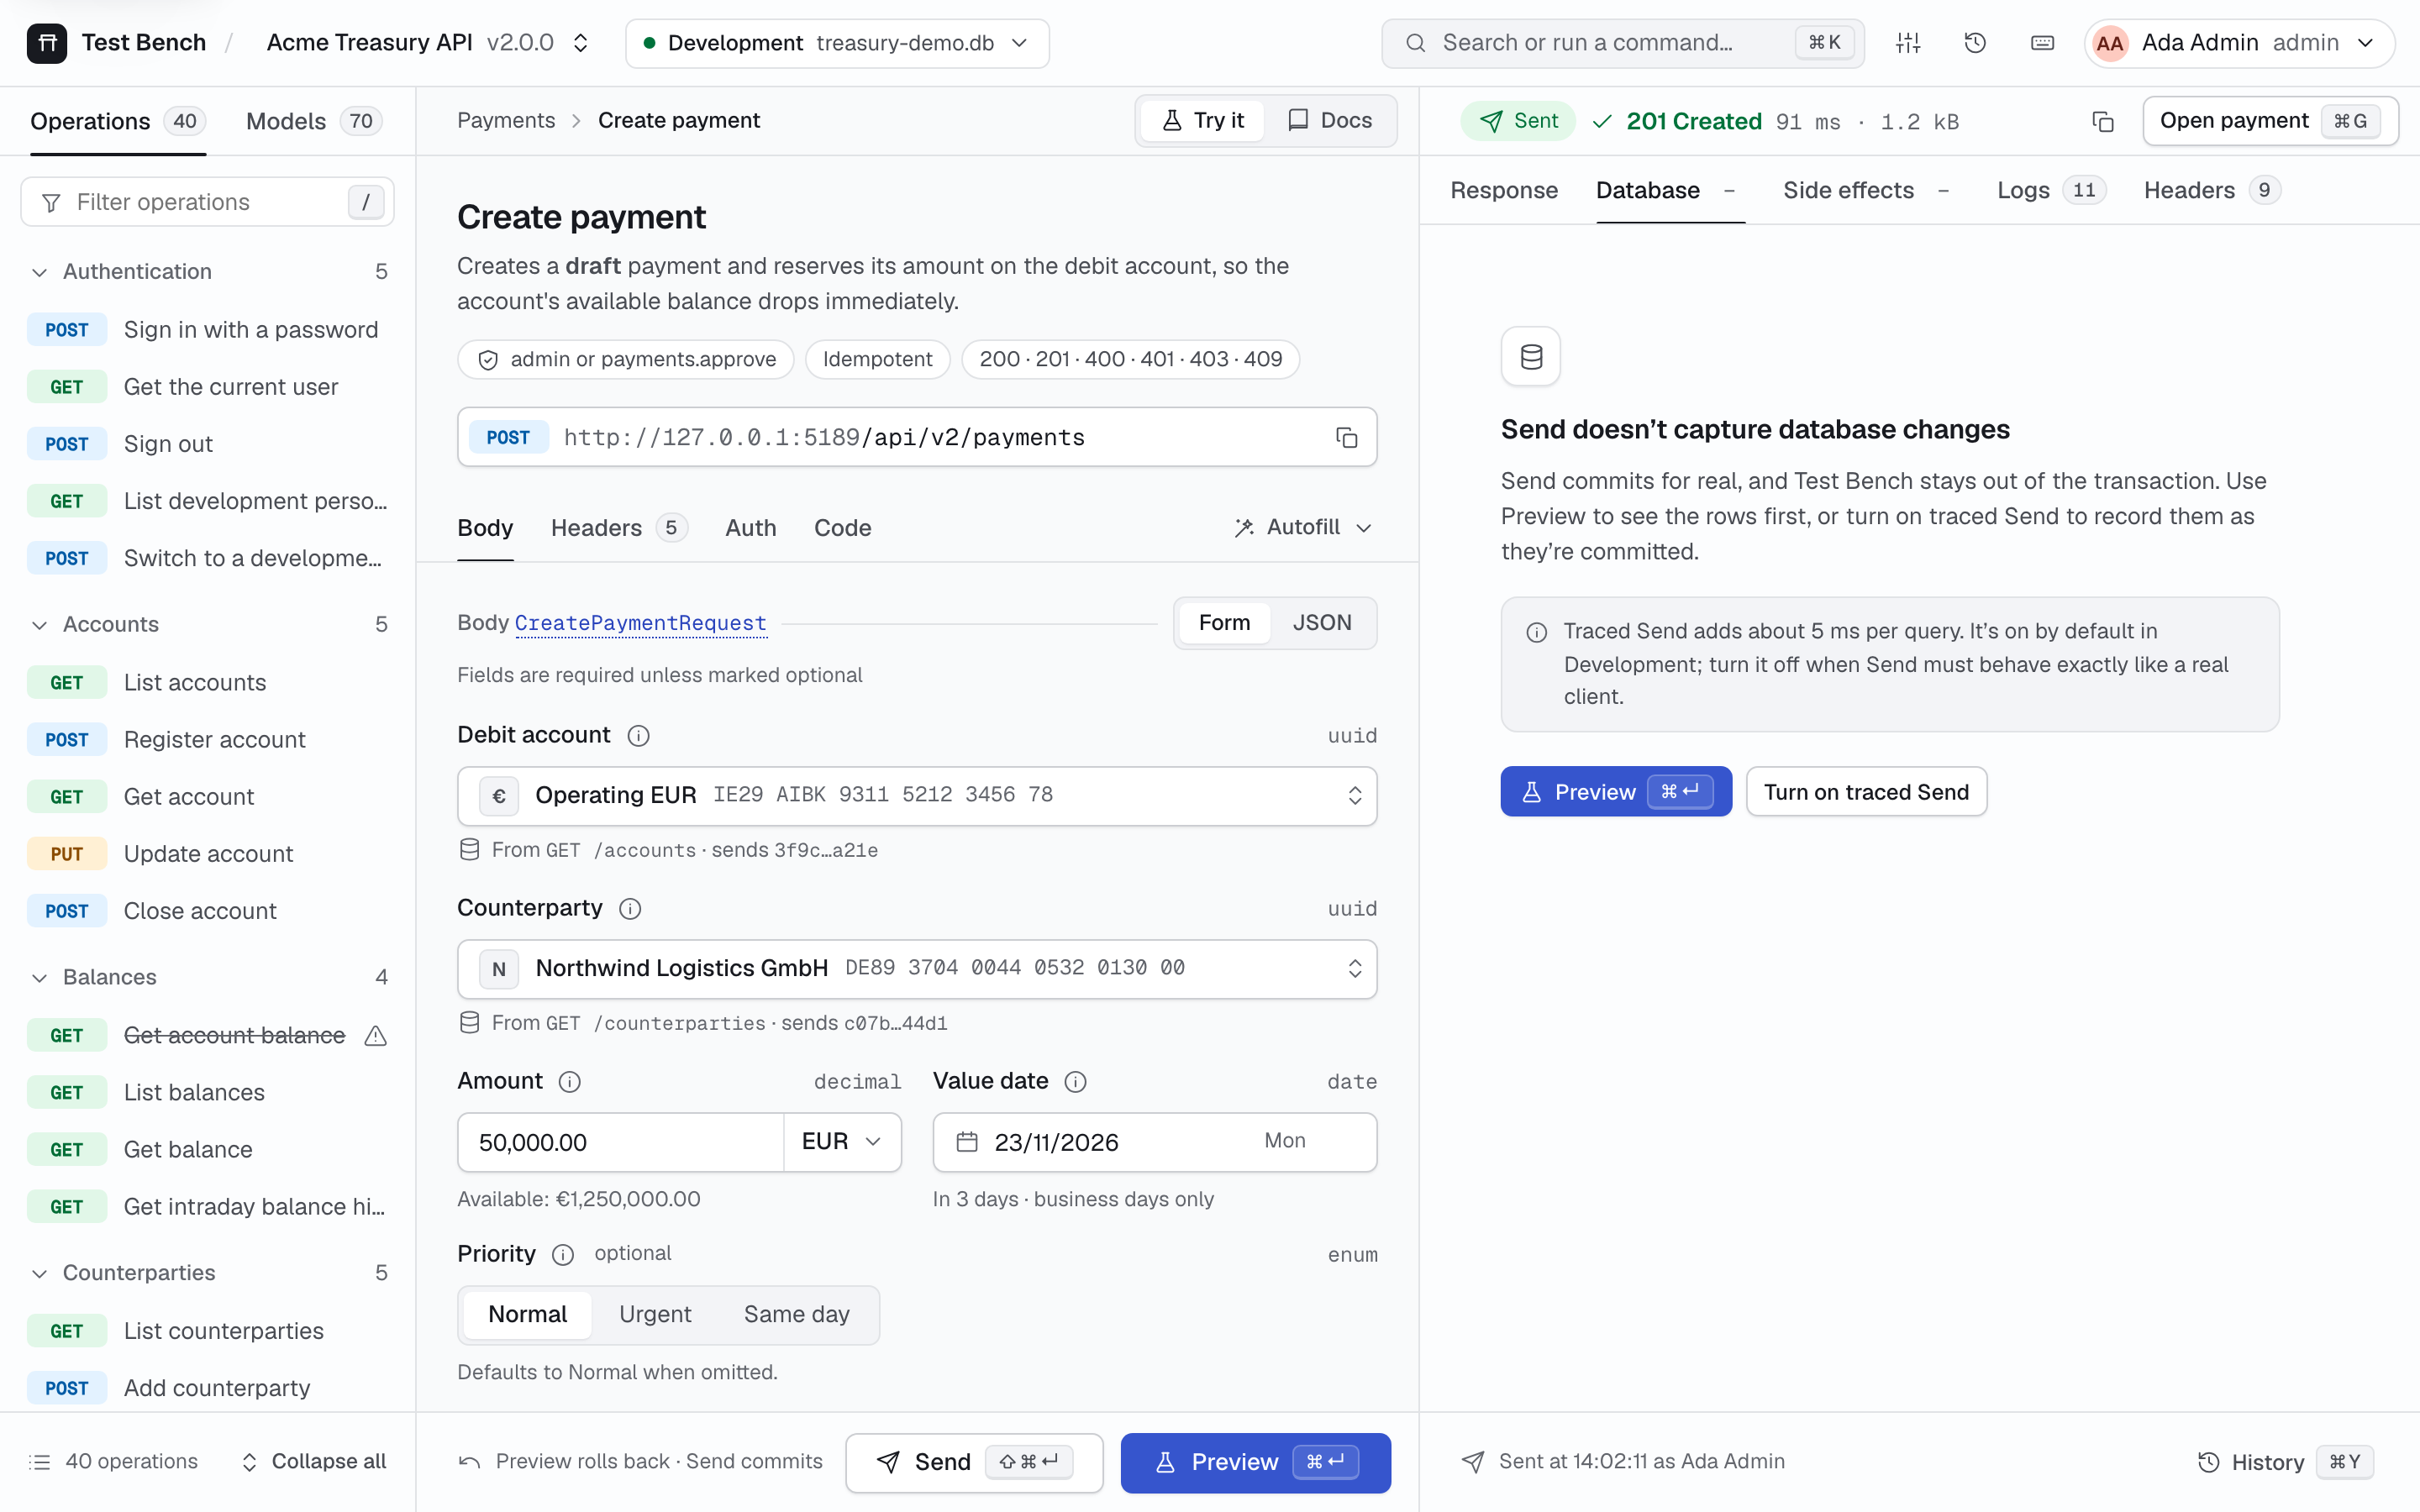 Test Bench / Acme Treasury API v2.0.0
Development treasury-demo.db
Search or run a command… ⌘K
AA Ada Admin admin
Operations 40 Models 70
Filter operations /
Authentication 5
POST Sign in with a password
GET Get the current user
POST Sign out
GET List development perso…
POST Switch to a developme…
Accounts 5
GET List accounts
POST Register account
GET Get account
PUT Update account
POST Close account
Balances 4
GET Get account balance
GET List balances
GET Get balance
GET Get intraday balance hi…
Counterparties 5
GET List counterparties
POST Add counterparty
40 operations Collapse all
Payments > Create payment
Try it Docs
Create payment
Creates a draft payment and reserves its amount on the debit account, so the
account's available balance drops immediately.
admin or payments.approve Idempotent 200 · 201 · 400 · 401 · 403 · 409
POST http://127.0.0.1:5189/api/v2/payments
Body Headers 5 Auth Code Autofill
Body CreatePaymentRequest Form JSON
Fields are required unless marked optional
Debit account uuid
€ Operating EUR IE29 AIBK 9311 5212 3456 78
From GET /accounts · sends 3f9c…a21e
Counterparty uuid
N Northwind Logistics GmbH DE89 3704 0044 0532 0130 00
From GET /counterparties · sends c07b…44d1
Amount decimal Value date date
50,000.00 EUR 23/11/2026 Mon
Available: €1,250,000.00 In 3 days · business days only
Priority optional enum
Normal Urgent Same day
Defaults to Normal when omitted.
Preview rolls back · Send commits Send ⇧⌘↵ Preview ⌘↵
Sent 201 Created 91 ms · 1.2 kB Open payment ⌘G
Response Database – Side effects – Logs 11 Headers 9
Send doesn’t capture database changes
Send commits for real, and Test Bench stays out of the transaction. Use
Preview to see the rows first, or turn on traced Send to record them as
they’re committed.
Traced Send adds about 5 ms per query. It’s on by default in
Development; turn it off when Send must behave exactly like a real
client.
Preview ⌘↵ Turn on traced Send
Sent at 14:02:11 as Ada Admin History ⌘Y